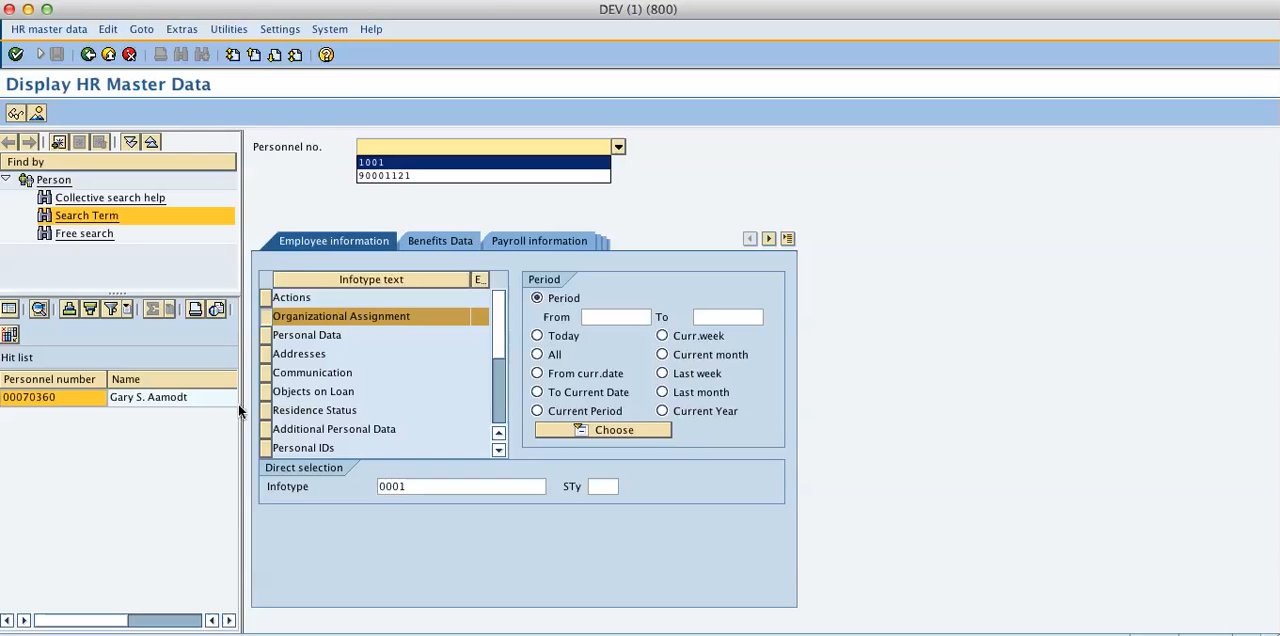 DEV (1) (800)
HR master data Edit Goto Extras Utilities Settings System Help
Display HR Master Data
Find by
Person
Collective search help
Search Term
Free search
Hit list
Personnel number Name
00070360 Gary S. Aamodt
Personnel no.
1001
90001121
Employee information Benefits Data Payroll information
Infotype text E..
Actions
Organizational Assignment
Personal Data
Addresses
Communication
Objects on Loan
Residence Status
Additional Personal Data
Personal IDs
Period
Period
From To
Today Curr.week
All Current month
From curr.date Last week
To Current Date Last month
Current Period Current Year
Choose
Direct selection
Infotype 0001 STy